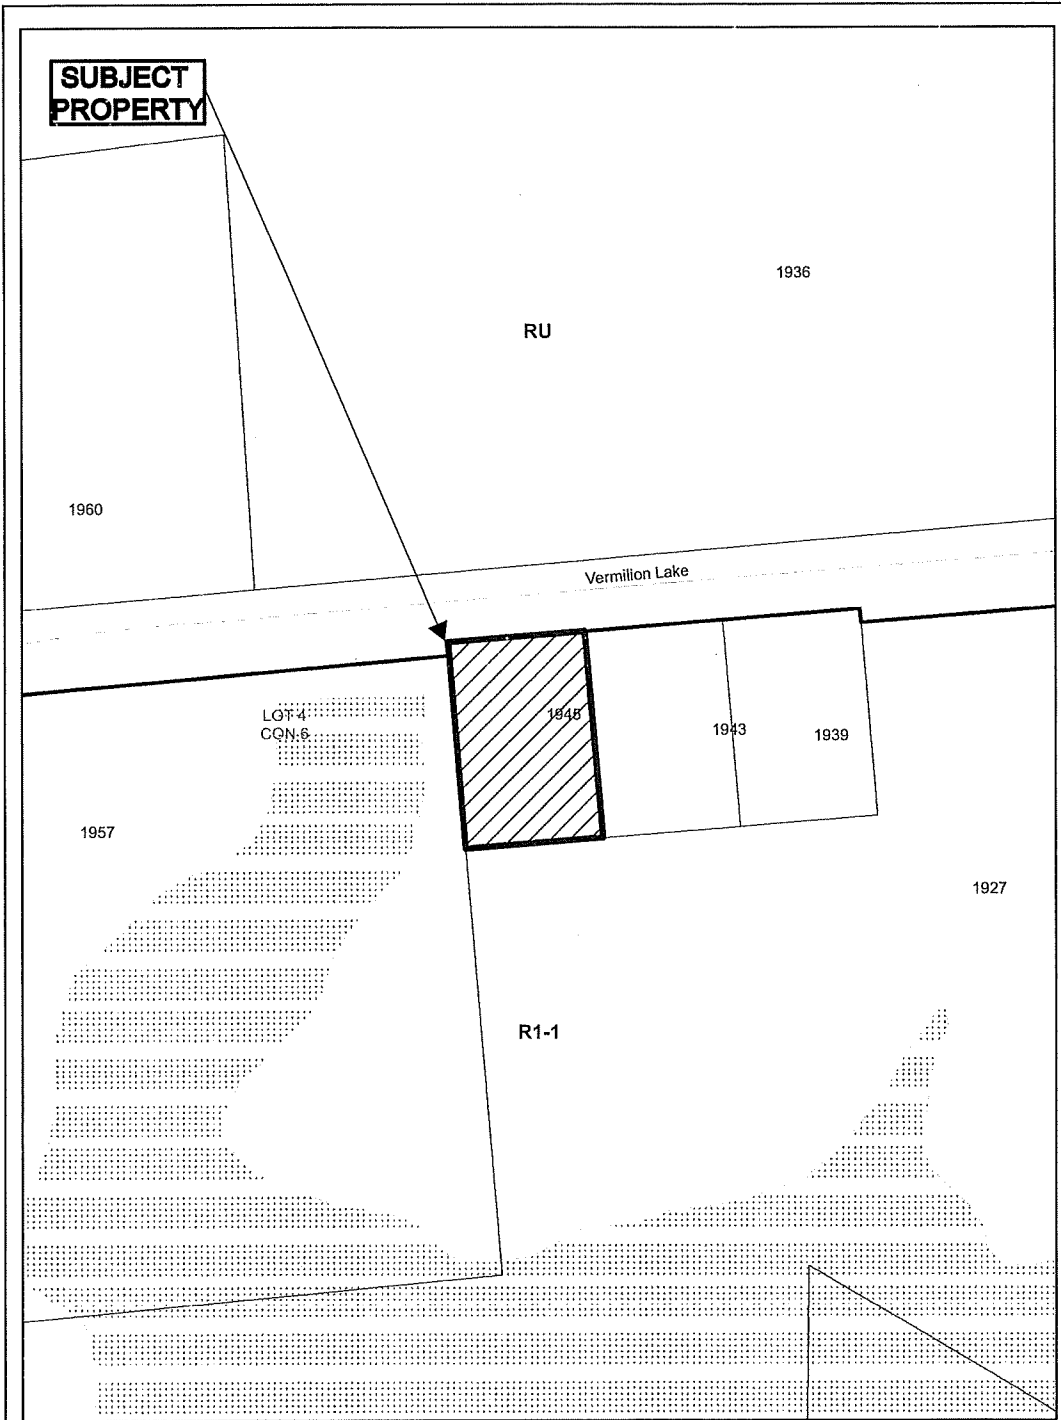 SUBJECT
PROPERTY
1936
RU
1960
Vermilion Lake
LOT 4
CON 6
1945
1943
1939
1957
1927
R1-1